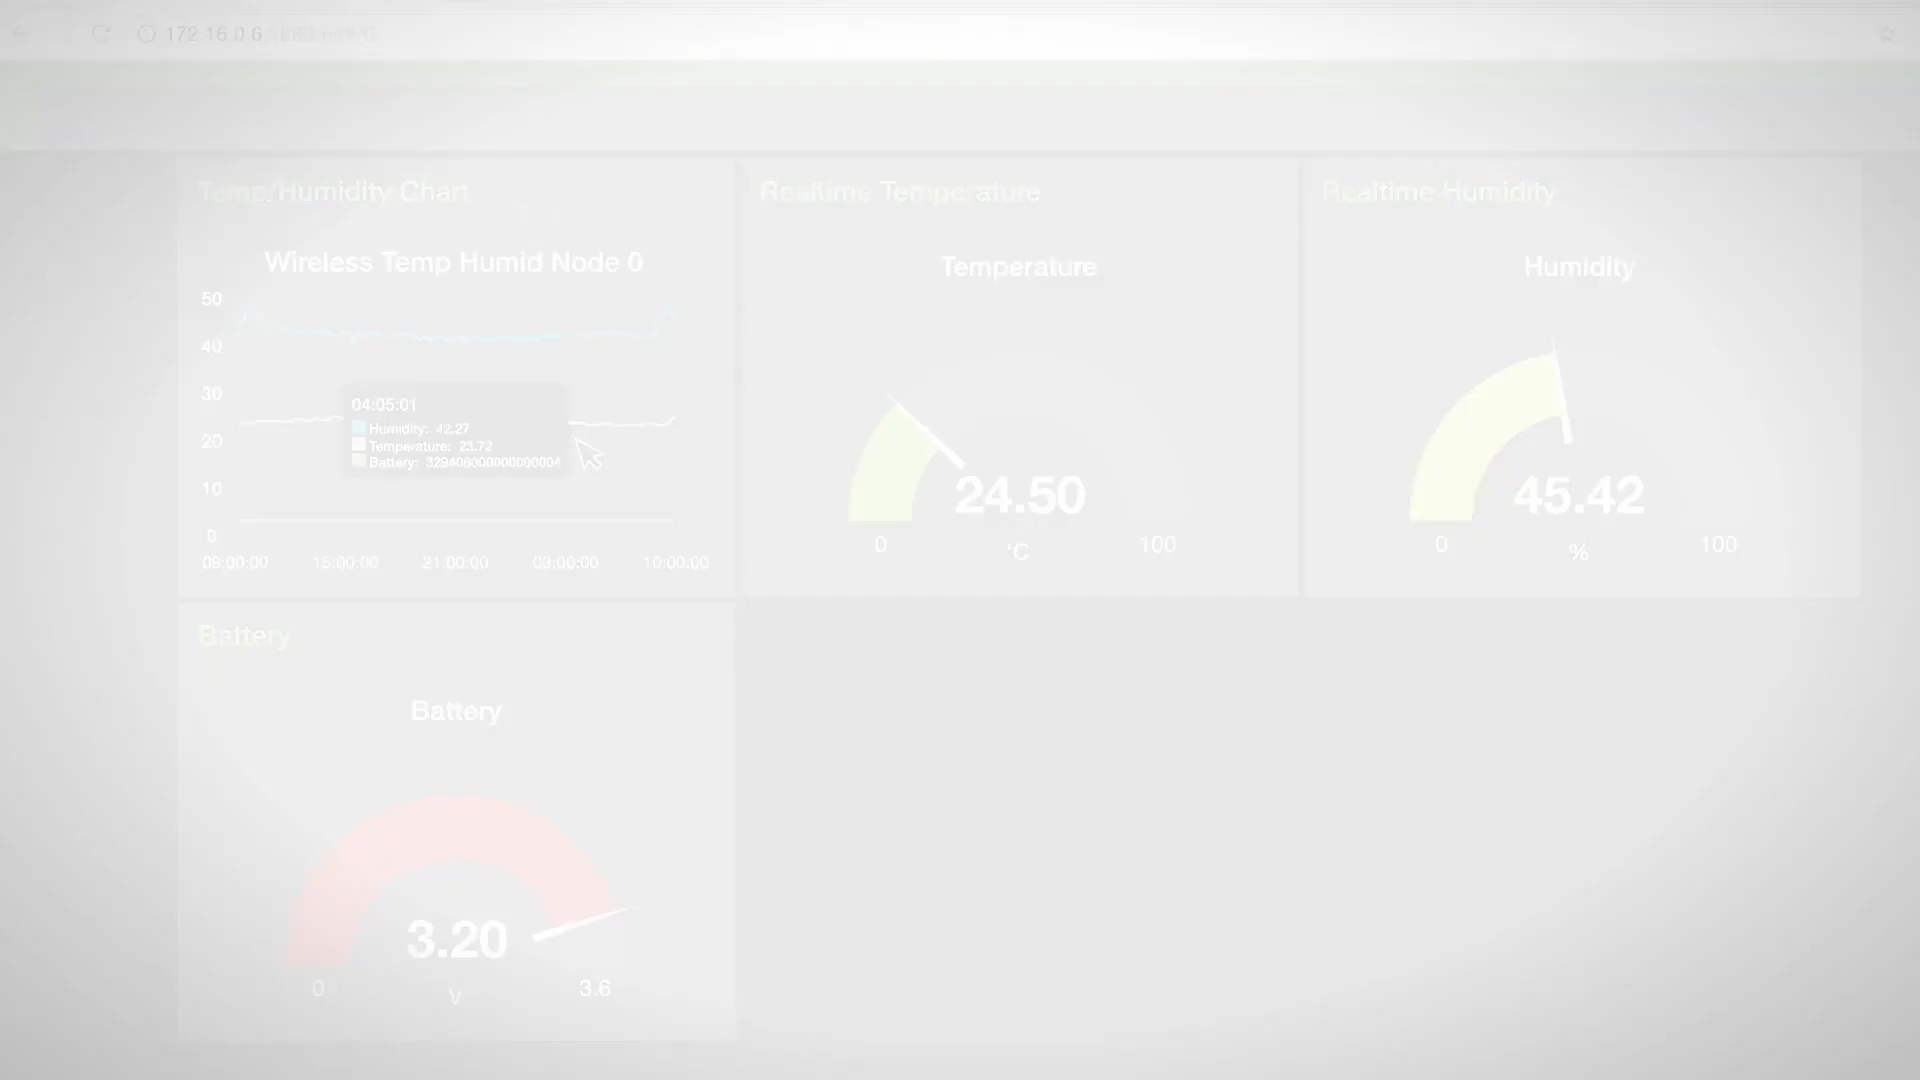 172.16.0.6
Temp/Humidity Chart
Wireless Temp Humid Node 0
50
40
30
20
10
0
04:05:01
Humidity: 42.27
Temperature: 23.72
Battery: 329406000000000004
09:00:00 15:00:00 21:00:00 03:00:00 10:00:00
Realtime Temperature
Temperature
24.50
0 °C 100
Realtime Humidity
Humidity
45.42
0 % 100
Battery
Battery
3.20
0 V 3.6